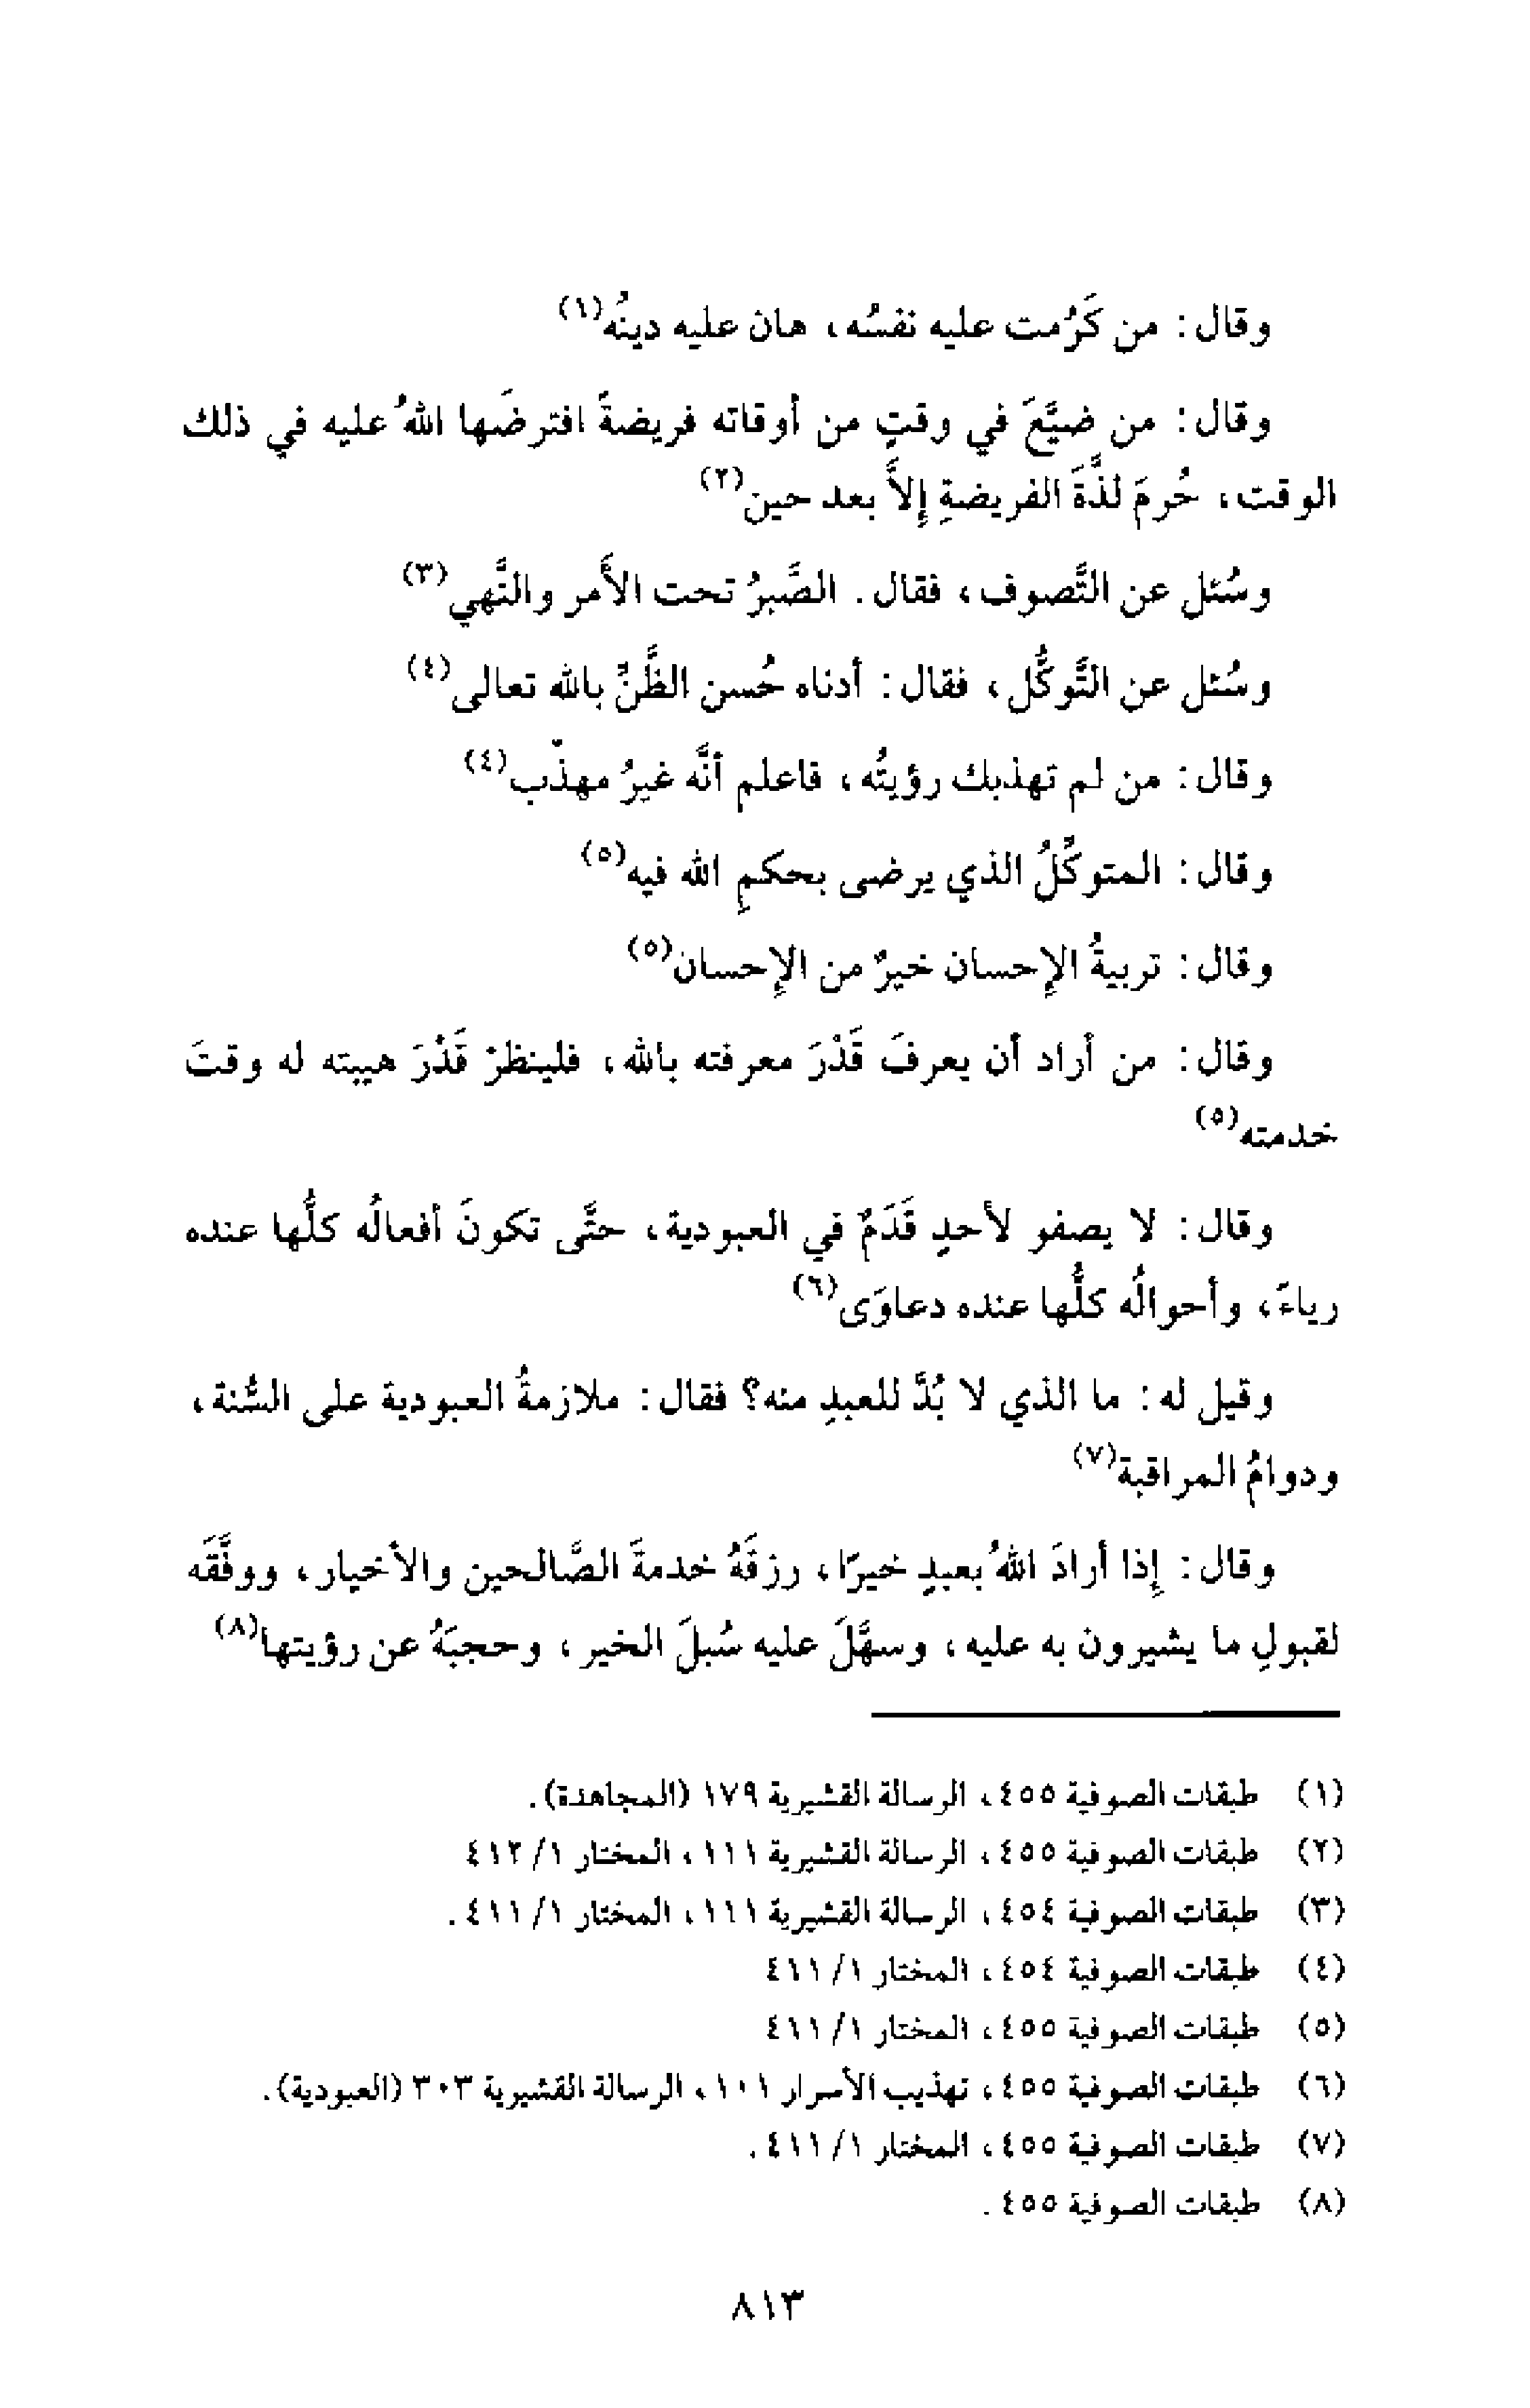 وقال: من كَرُمت عليه نفسُه، هان عليه دينُه(١)
وقال: من ضيَّعَ في وقتٍ من أوقاته فريضةً افترضَها اللهُ عليه في ذلك
الوقت، حُرمَ لذَّةَ الفريضةِ إلاَّ بعد حين(٢)
وسُئل عن التَّصوف، فقال. الصَّبرُ تحت الأَمر والنَّهي(٣)
وسُئل عن التَّوكُّل، فقال: أدناه حُسن الظَّنِّ بالله تعالى(٤)
وقال: من لم تهذبك رؤيتُه، فاعلم أنَّه غيرُ مهذّب(٤)
وقال: المتوكِّلُ الذي يرضى بحكمِ الله فيه(٥)
وقال: تربيةُ الإحسان خيرٌ من الإحسان(٥)
وقال: من أراد أن يعرفَ قَدْرَ معرفته بالله، فلينظرْ قَدْرَ هيبته له وقتَ
خدمته(٥)
وقال: لا يصفو لأحدٍ قَدَمٌ في العبودية، حتَّى تكونَ أفعالُه كلُّها عنده
رياءً، وأحوالُه كلُّها عنده دعاوَى(٦)
وقيل له: ما الذي لا بُدَّ للعبدِ منه؟ فقال: ملازمةُ العبودية على السُّنة،
ودوامُ المراقبة(٧)
وقال: إذا أرادَ اللهُ بعبدٍ خيرًا، رزقَهُ خدمةَ الصَّالحين والأخيار، ووفَّقَه
لقبولِ ما يشيرون به عليه، وسهَّلَ عليه سُبلَ الخير، وحجبَهُ عن رؤيتها(٨)
(١) طبقات الصوفية ٤٥٥، الرسالة القشيرية ١٧٩ (المجاهدة).
(٢) طبقات الصوفية ٤٥٥، الرسالة القشيرية ١١١، المختار ١/ ٤١٢
(٣) طبقات الصوفية ٤٥٤، الرسالة القشيرية ١١١، المختار ١/ ٤١١.
(٤) طبقات الصوفية ٤٥٤، المختار ١/ ٤١١
(٥) طبقات الصوفية ٤٥٥، المختار ١/ ٤١١
(٦) طبقات الصوفية ٤٥٥، تهذيب الأسرار ١٠١، الرسالة القشيرية ٣٠٣ (العبودية).
(٧) طبقات الصوفية ٤٥٥، المختار ١/ ٤١١.
(٨) طبقات الصوفية ٤٥٥.
٨١٣